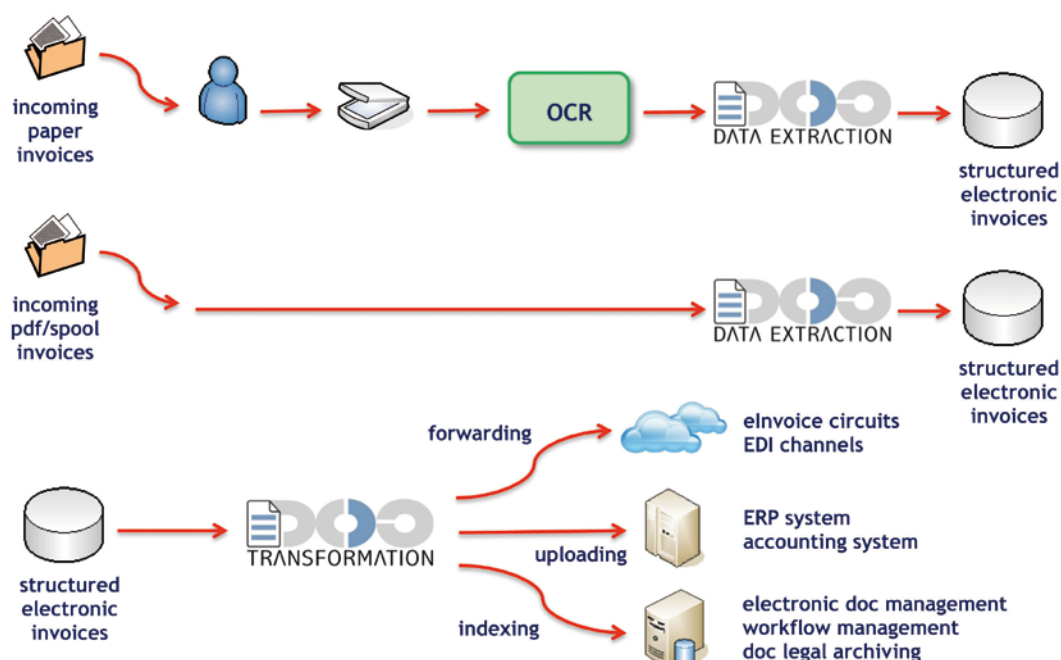 incoming
paper
invoices
OCR
DATA EXTRACTION
structured
electronic
invoices
incoming
pdf/spool
invoices
DATA EXTRACTION
structured
electronic
invoices
forwarding
eInvoice circuits
EDI channels
TRANSFORMATION
uploading
ERP system
accounting system
structured
electronic
invoices
indexing
electronic doc management
workflow management
doc legal archiving